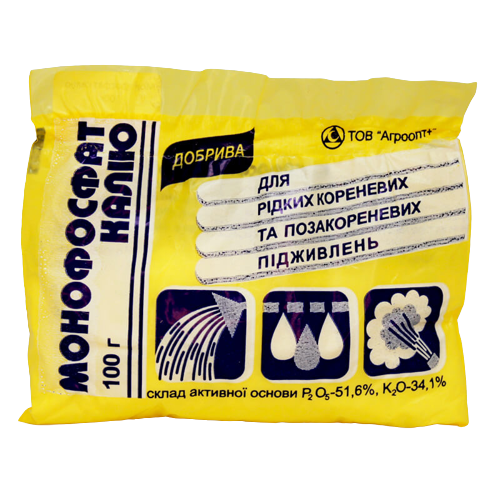 МОНОФОСФАТ
КАЛІЮ
100 г
ДОБРИВА
ТОВ "Агроопт+"
ДЛЯ
РІДКИХ КОРЕНЕВИХ
ТА ПОЗАКОРЕНЕВИХ
ПІДЖИВЛЕНЬ
склад активної основи P2O5-51,6%, K2O-34,1%